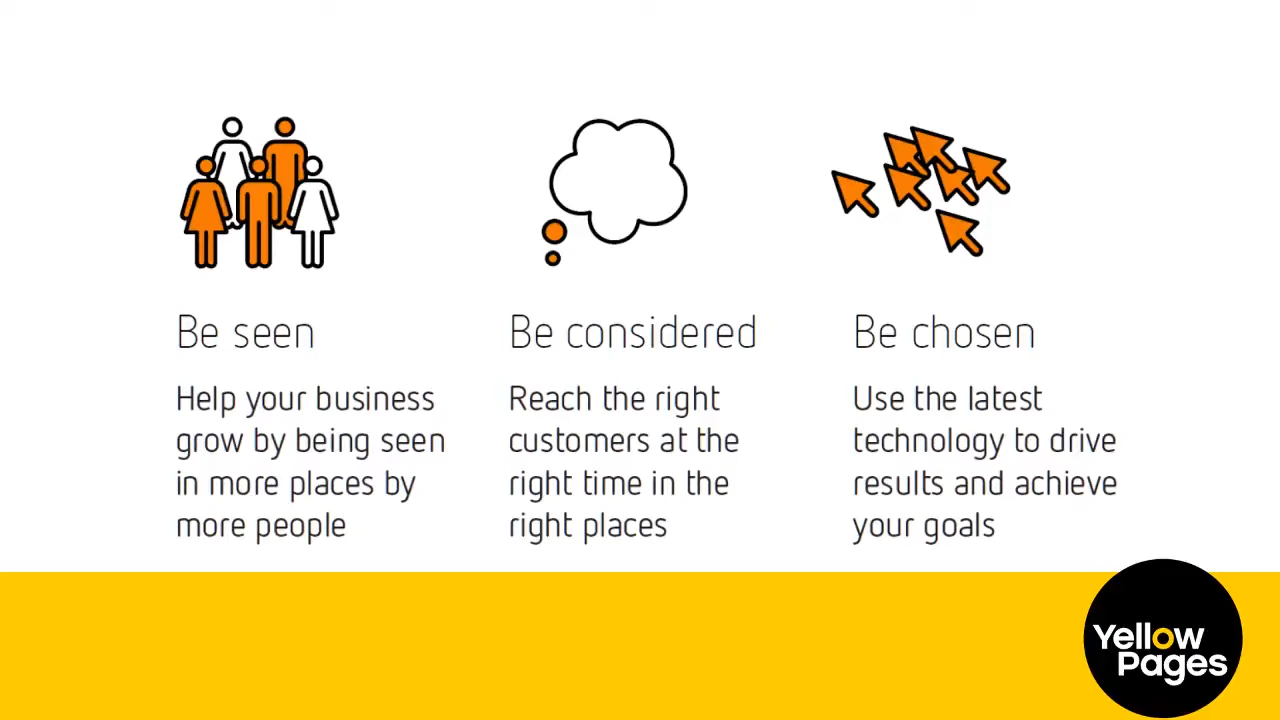 Be seen
Help your business
grow by being seen
in more places by
more people
Be considered
Reach the right
customers at the
right time in the
right places
Be chosen
Use the latest
technology to drive
results and achieve
your goals
Yellow
Pages